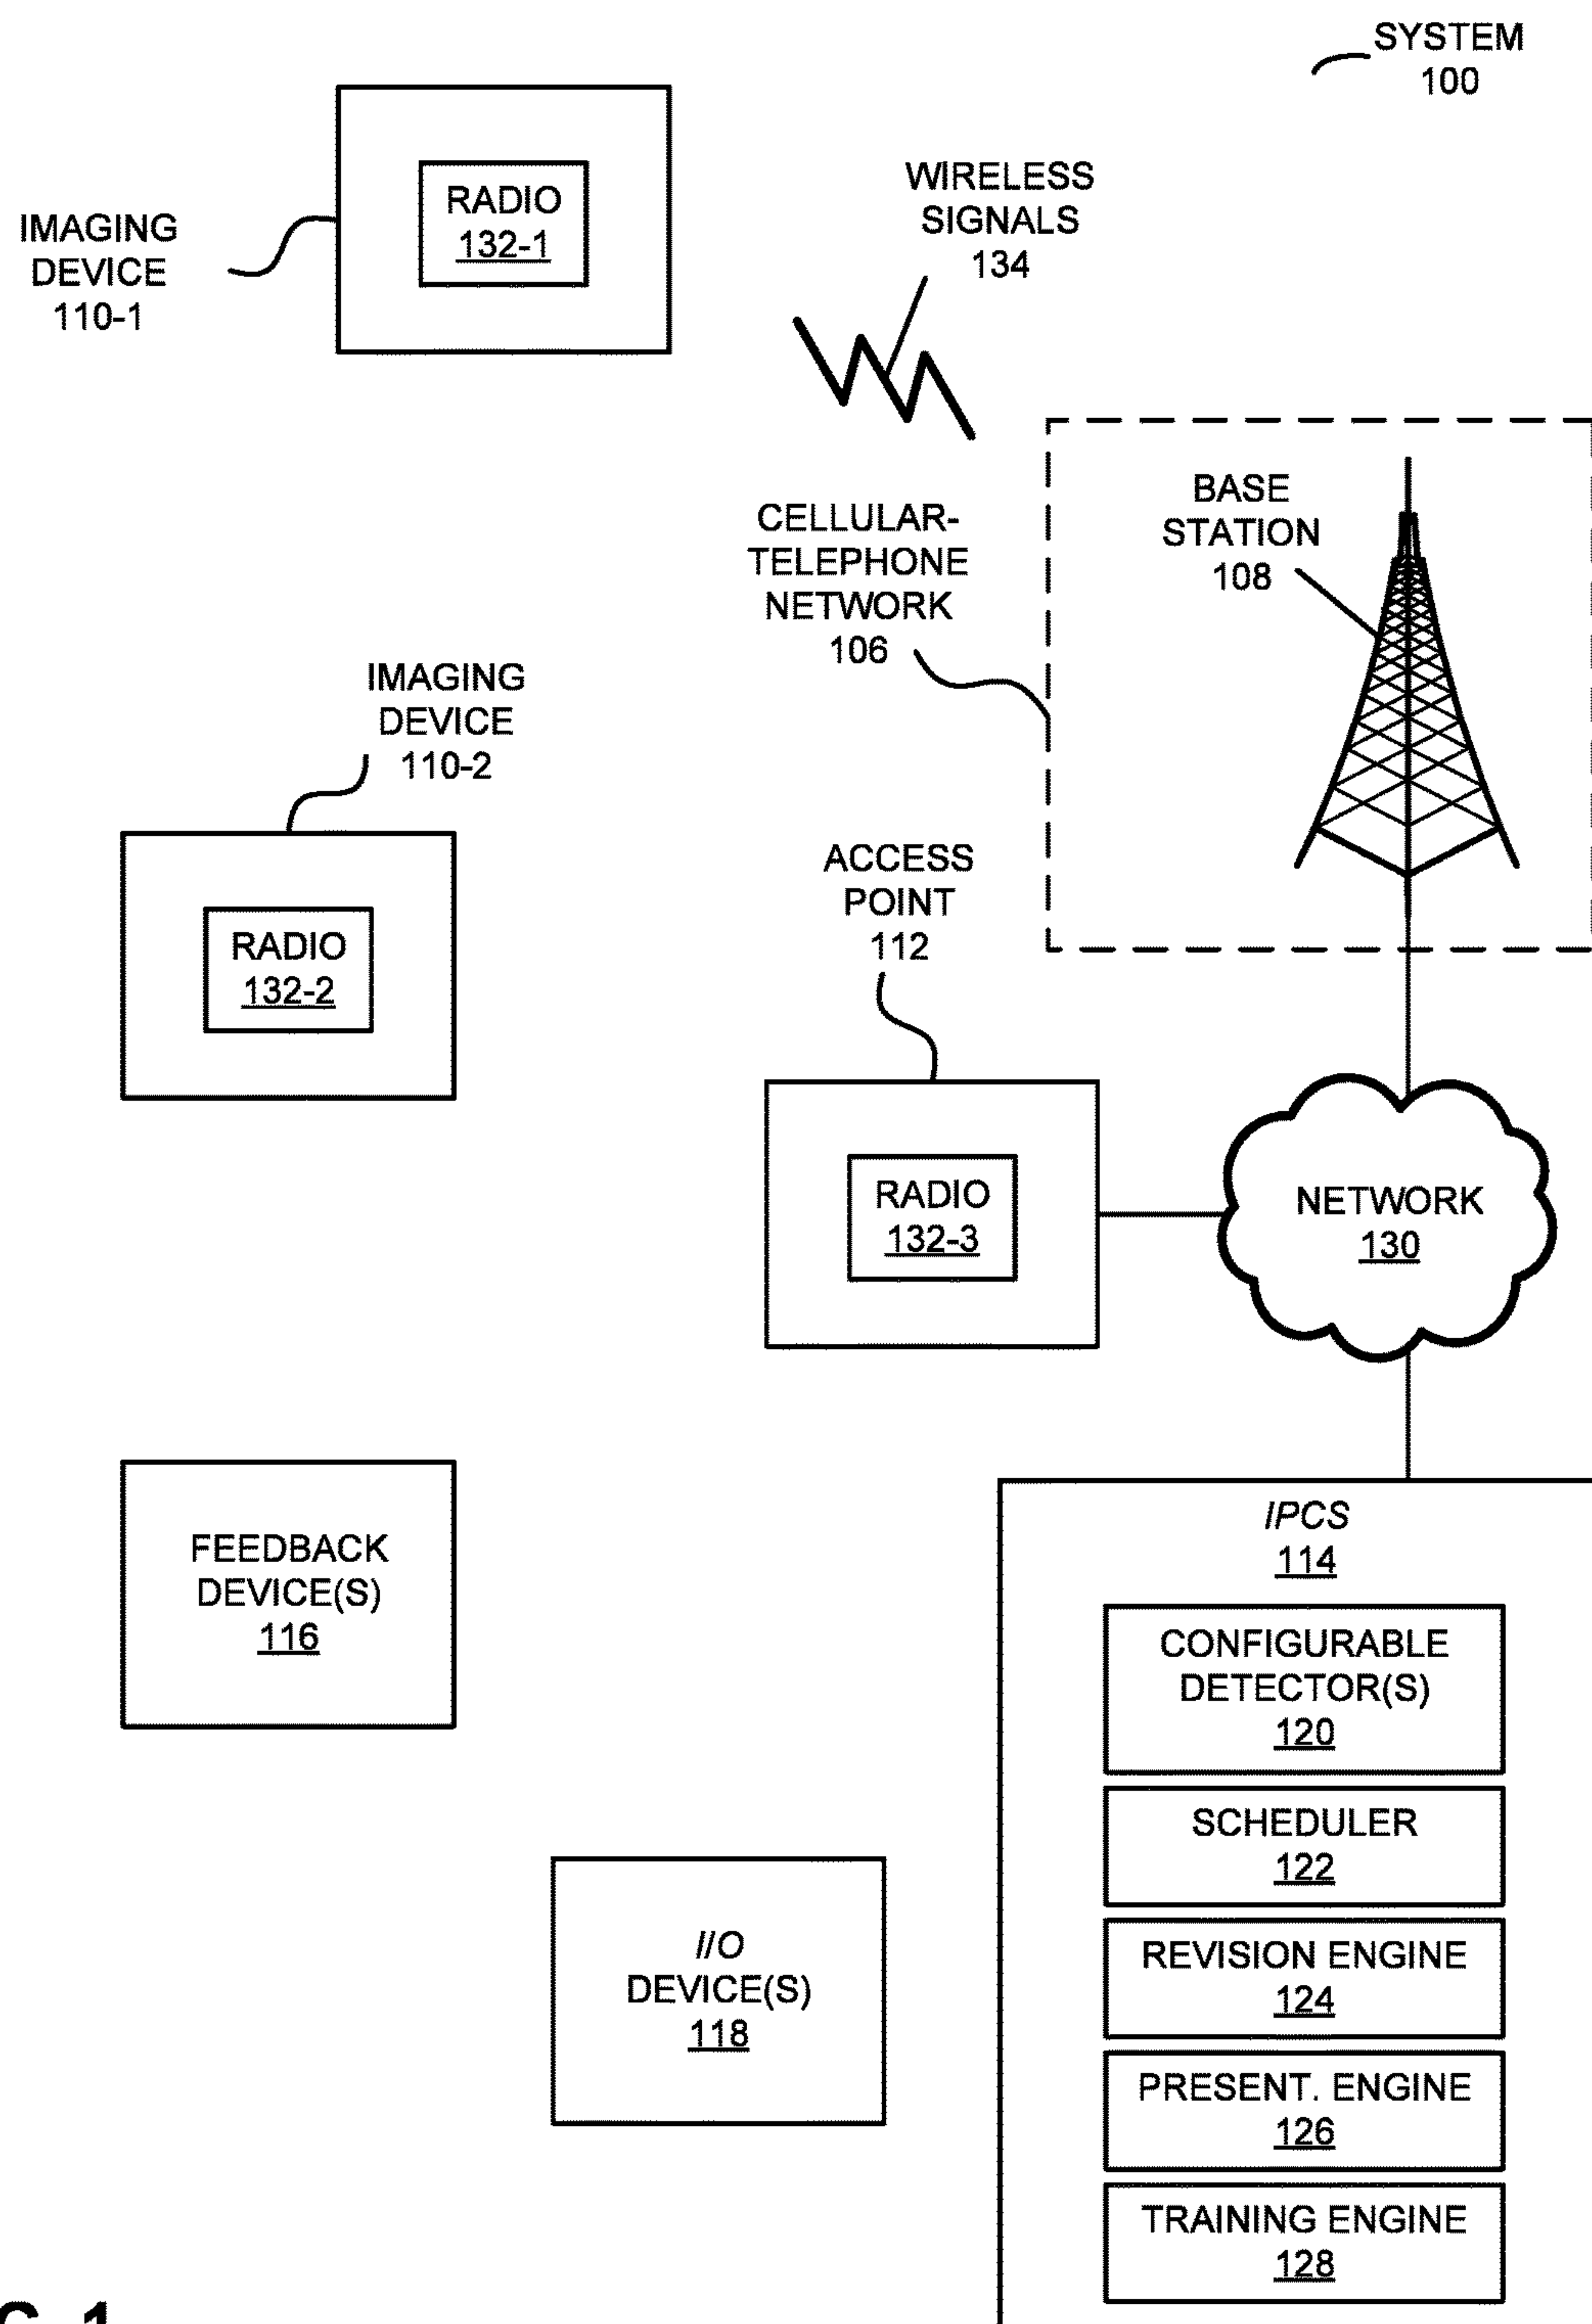 SYSTEM
100
RADIO
132-1
IMAGING
DEVICE
110-1
WIRELESS
SIGNALS
134
BASE
STATION
108
CELLULAR-
TELEPHONE
NETWORK
106
IMAGING
DEVICE
110-2
RADIO
132-2
ACCESS
POINT
112
RADIO
132-3
NETWORK
130
FEEDBACK
DEVICE(S)
116
IPCS
114
CONFIGURABLE
DETECTOR(S)
120
SCHEDULER
122
REVISION ENGINE
124
PRESENT. ENGINE
126
TRAINING ENGINE
128
I/O
DEVICE(S)
118